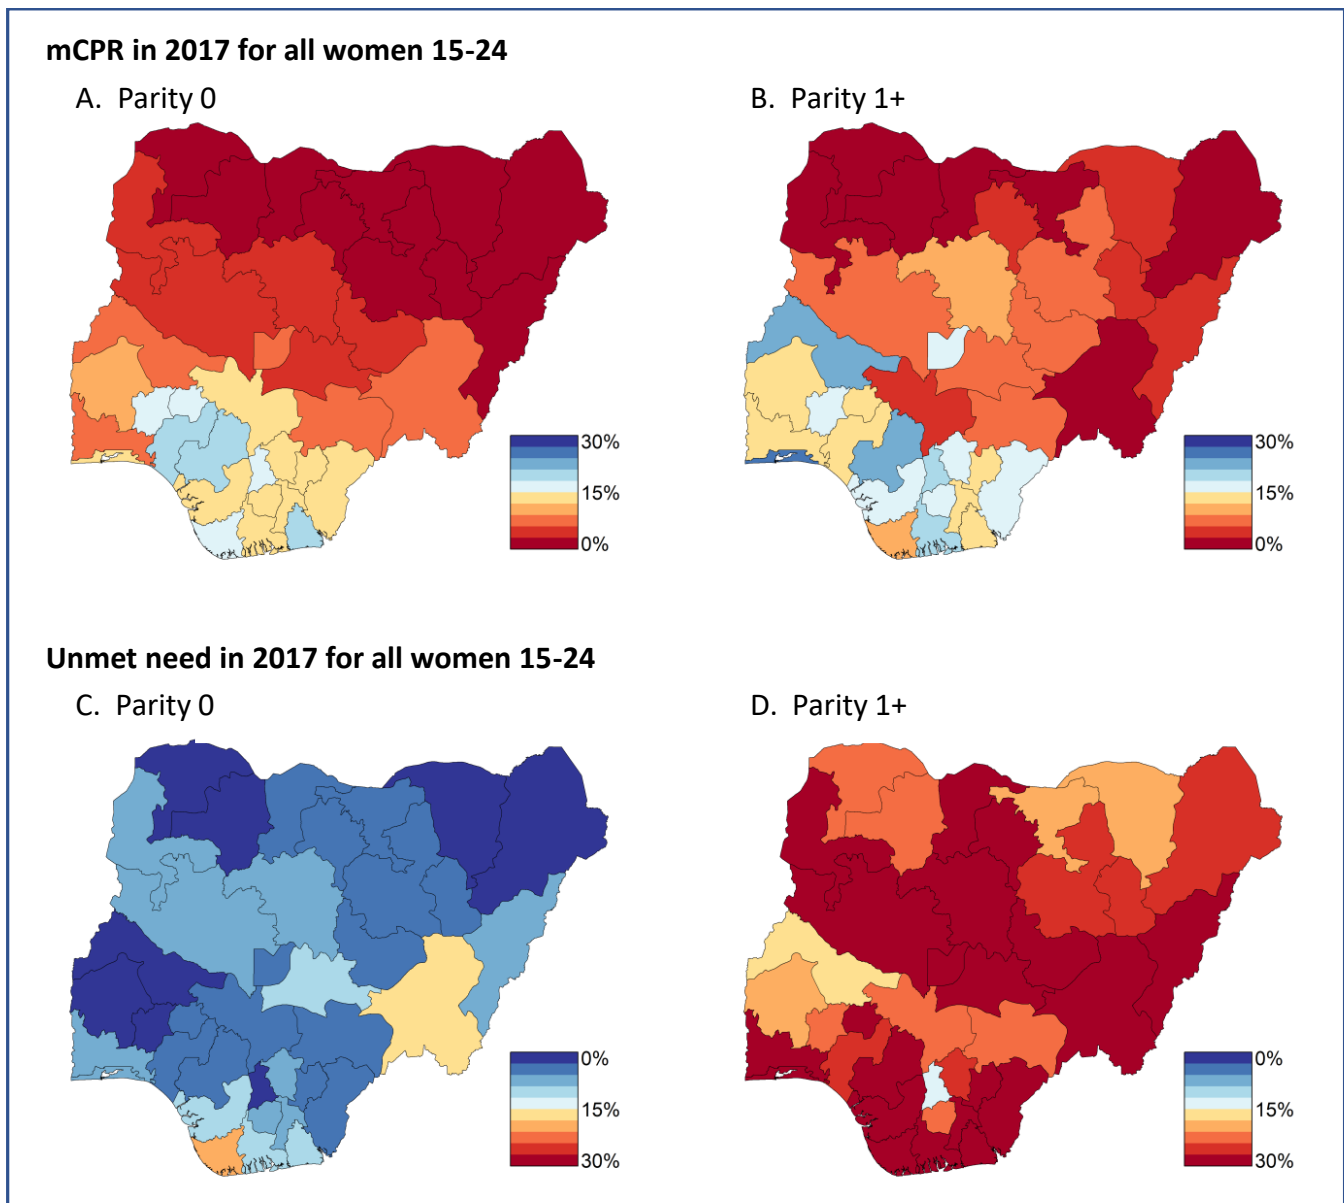 mCPR in 2017 for all women 15-24
A. Parity 0
B. Parity 1+
30%
15%
0%
30%
15%
0%
Unmet need in 2017 for all women 15-24
C. Parity 0
D. Parity 1+
0%
15%
30%
0%
15%
30%